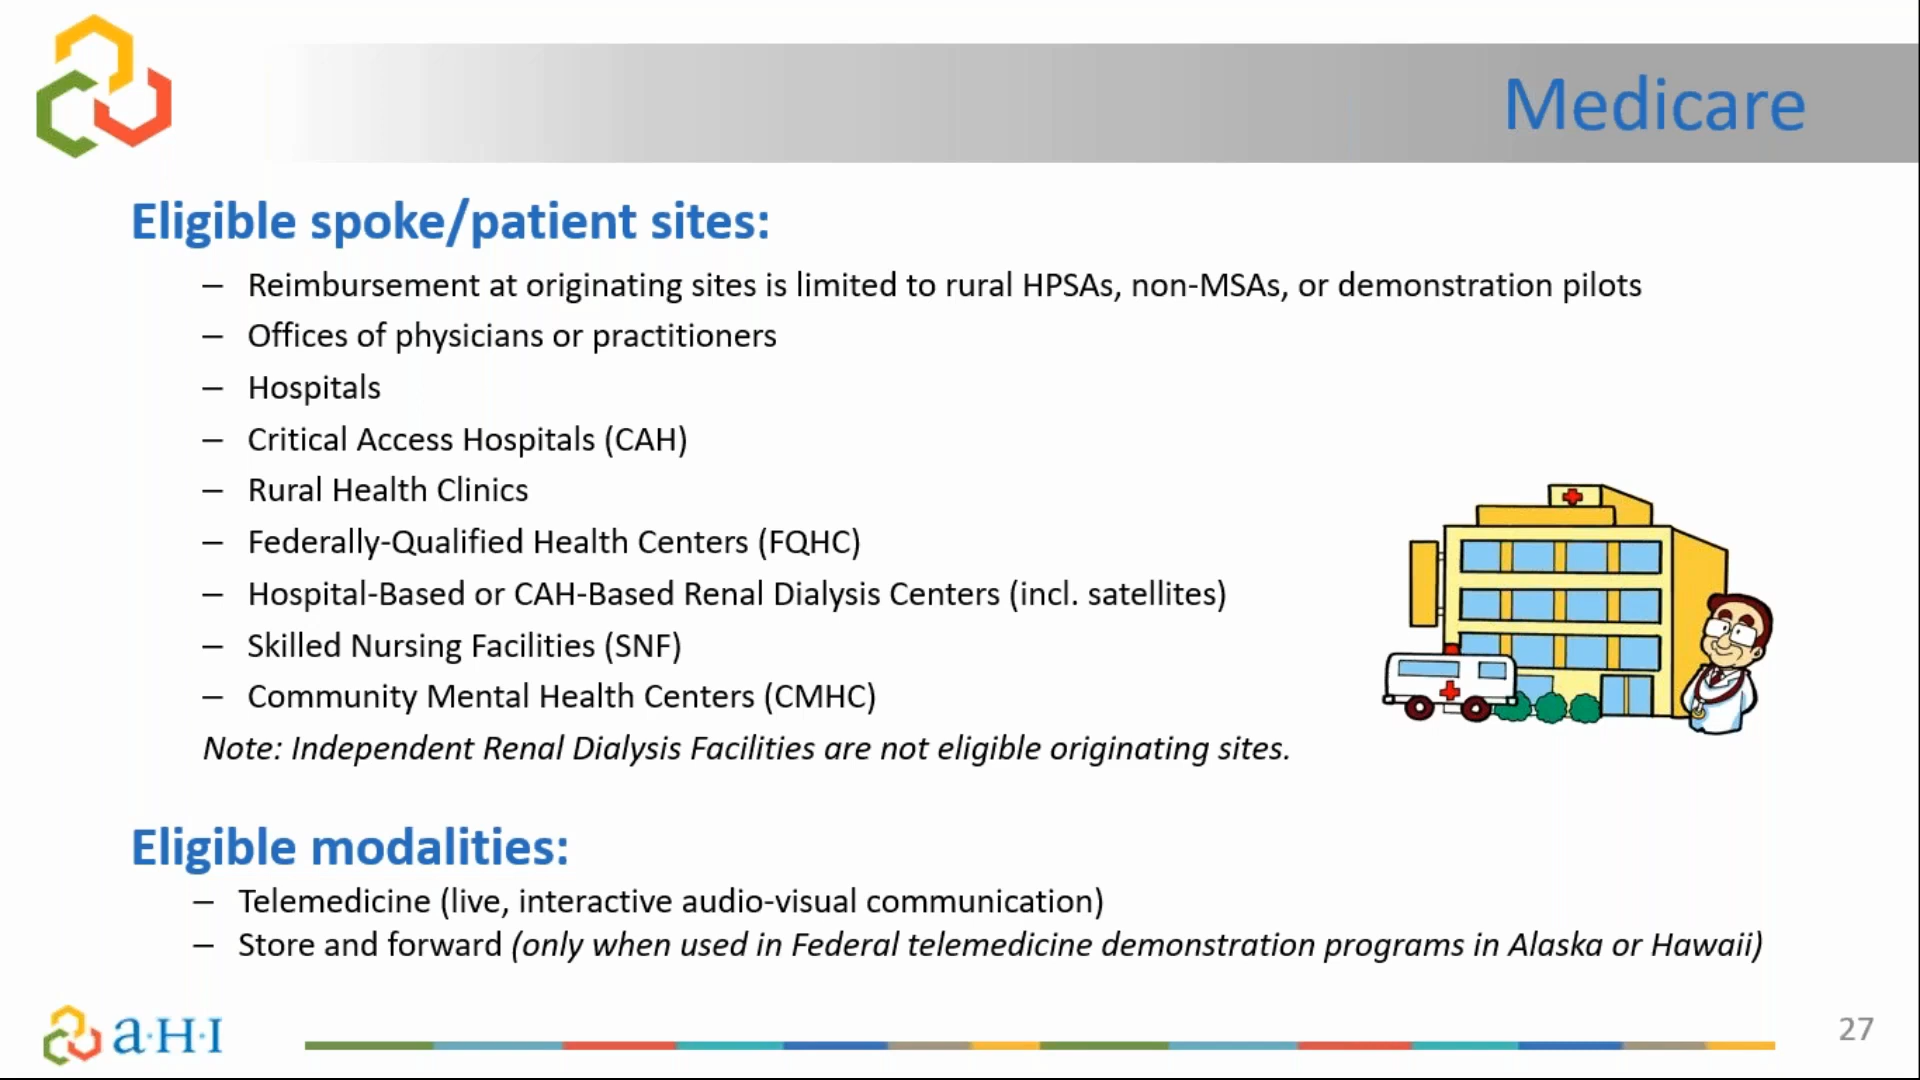 Medicare
Eligible spoke/patient sites:
– Reimbursement at originating sites is limited to rural HPSAs, non-MSAs, or demonstration pilots
– Offices of physicians or practitioners
– Hospitals
– Critical Access Hospitals (CAH)
– Rural Health Clinics
– Federally-Qualified Health Centers (FQHC)
– Hospital-Based or CAH-Based Renal Dialysis Centers (incl. satellites)
– Skilled Nursing Facilities (SNF)
– Community Mental Health Centers (CMHC)
Note: Independent Renal Dialysis Facilities are not eligible originating sites.
Eligible modalities:
– Telemedicine (live, interactive audio-visual communication)
– Store and forward (only when used in Federal telemedicine demonstration programs in Alaska or Hawaii)
a·H·I
27